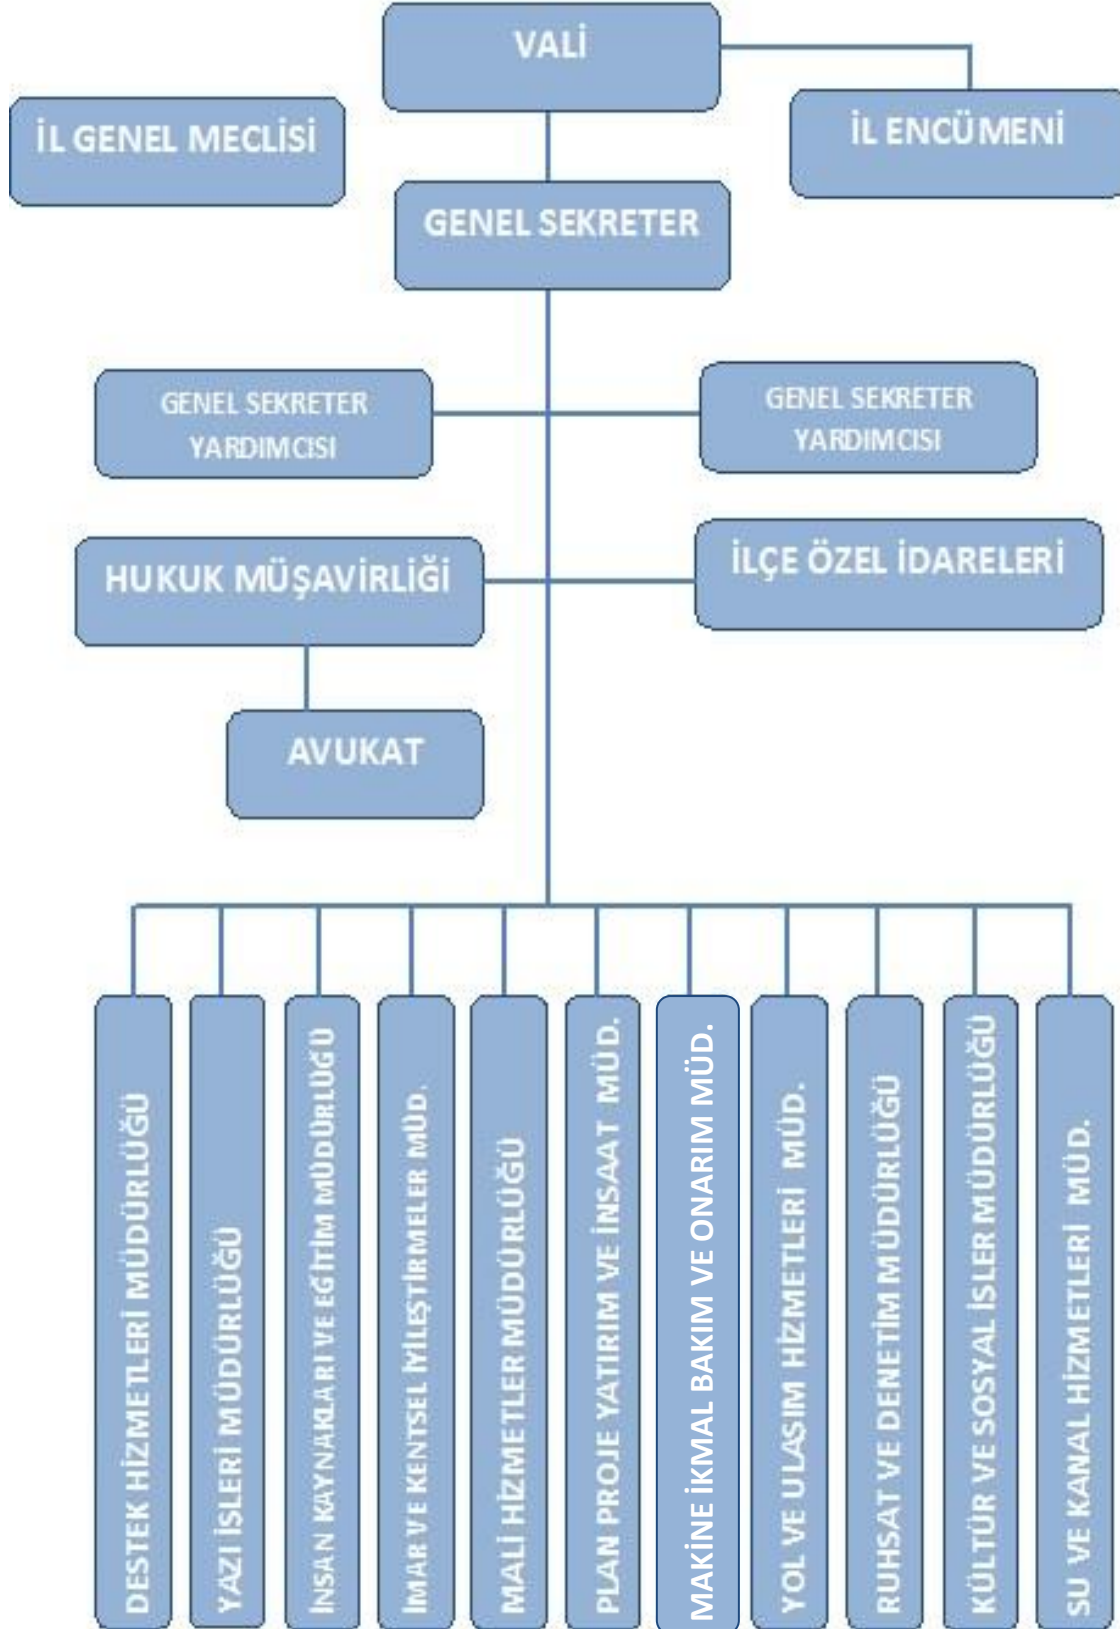 VALİ
İL GENEL MECLİSİ
İL ENCÜMENİ
GENEL SEKRETER
GENEL SEKRETER
YARDIMCISI
GENEL SEKRETER
YARDIMCISI
HUKUK MÜŞAVİRLİĞİ
İLÇE ÖZEL İDARELERİ
AVUKAT
DESTEK HİZMETLERİ MÜDÜRLÜĞÜ
YAZI İŞLERİ MÜDÜRLÜĞÜ
İNSAN KAYNAKLARI VE EĞİTİM MÜDÜRLÜĞÜ
İMAR VE KENTSEL İYİLEŞTİRMELER MÜD.
MALİ HİZMETLER MÜDÜRLÜĞÜ
PLAN PROJE YATIRIM VE İNSAAT MÜD.
MAKİNE İKMAL BAKIM VE ONARIM MÜD.
YOL VE ULAŞIM HİZMETLERİ MÜD.
RUHSAT VE DENETİM MÜDÜRLÜĞÜ
KÜLTÜR VE SOSYAL İŞLER MÜDÜRLÜĞÜ
SU VE KANAL HİZMETLERİ MÜD.